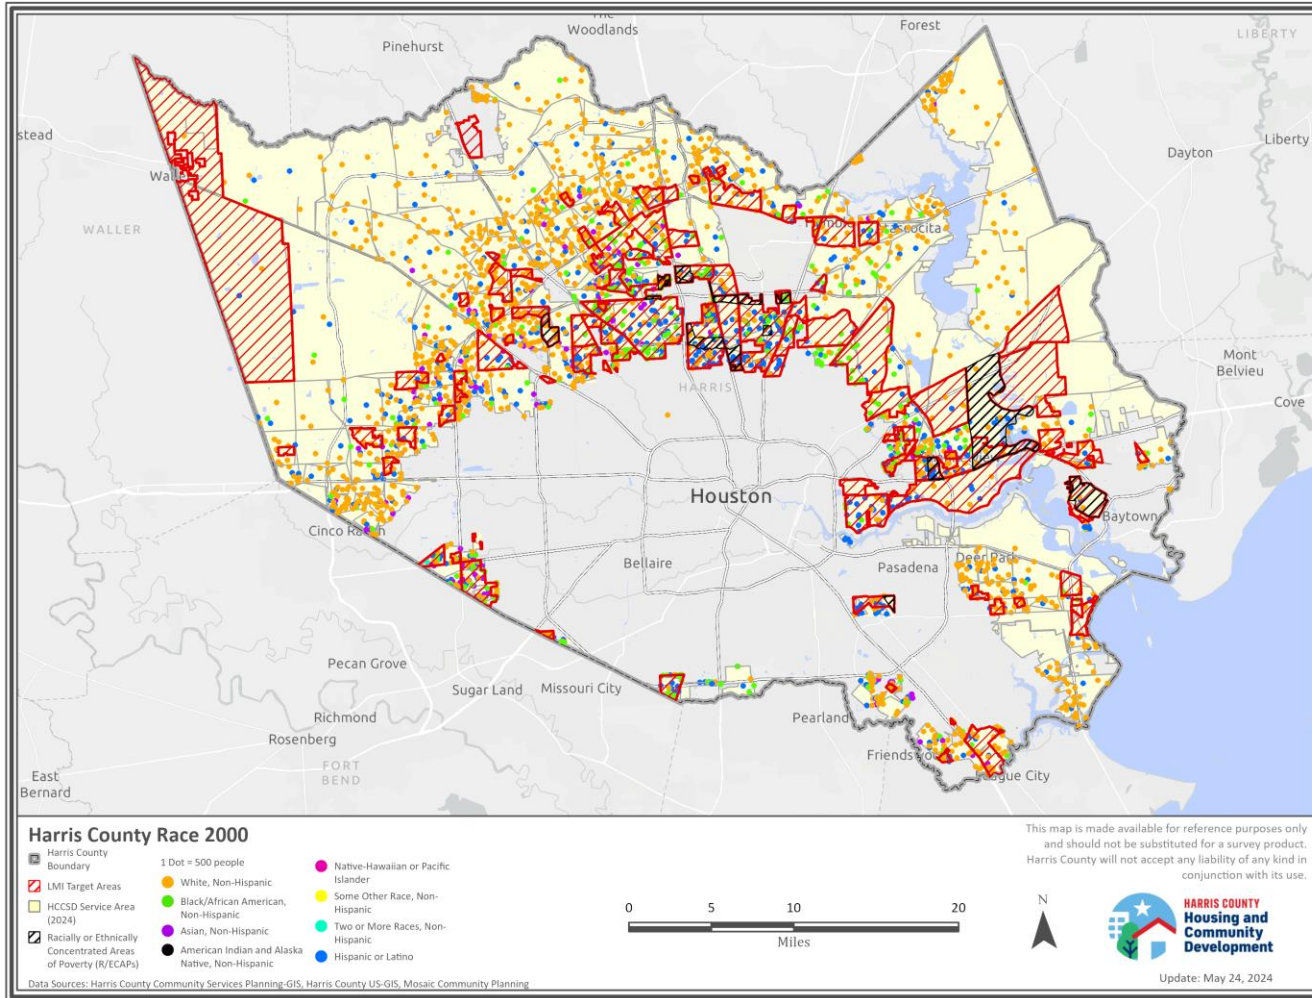 The
Woodlands
Forest
LIBERTY
Pinehurst
stead
Liberty
Dayton
WALLER
HARRIS
Mont
Belvieu
Cove
Houston
Baytown
Bellaire
Deer Park
Pasadena
Pecan Grove
Sugar Land
Missouri City
Richmond
Pearland
Rosenberg
FORT
BEND
East
Bernard
Harris County Race 2000
Harris County
Boundary
LMI Target Areas
HCCSD Service Area
(2024)
Racially or Ethnically
Concentrated Areas
of Poverty (R/ECAPs)
1 Dot = 500 people
White, Non-Hispanic
Black/African American,
Non-Hispanic
Asian, Non-Hispanic
American Indian and Alaska
Native, Non-Hispanic
Native-Hawaiian or Pacific
Islander
Some Other Race, Non-
Hispanic
Two or More Races, Non-
Hispanic
Hispanic or Latino
0 5 10 20
Miles
N
This map is made available for reference purposes only
and should not be substituted for a survey product.
Harris County will not accept any liability of any kind in
conjunction with its use.
HARRIS COUNTY
Housing and
Community
Development
Update: May 24, 2024
Data Sources: Harris County Community Services Planning-GIS, Harris County US-GIS, Mosaic Community Planning